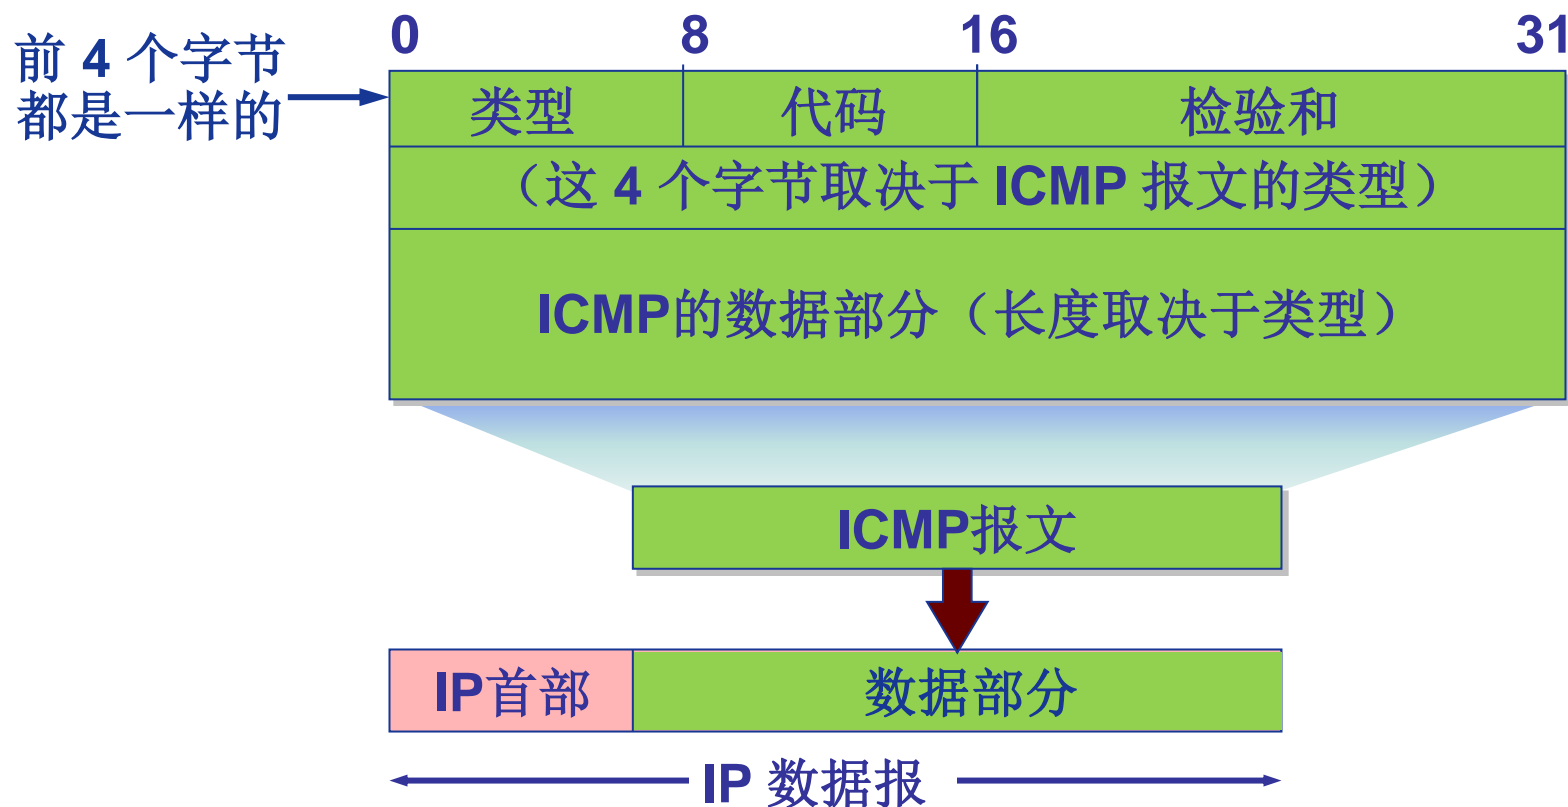 0 8 16 31
前 4 个字节
都是一样的
类型 代码 检验和
（这 4 个字节取决于 ICMP 报文的类型）
ICMP的数据部分（长度取决于类型）
ICMP报文
IP首部 数据部分
IP 数据报